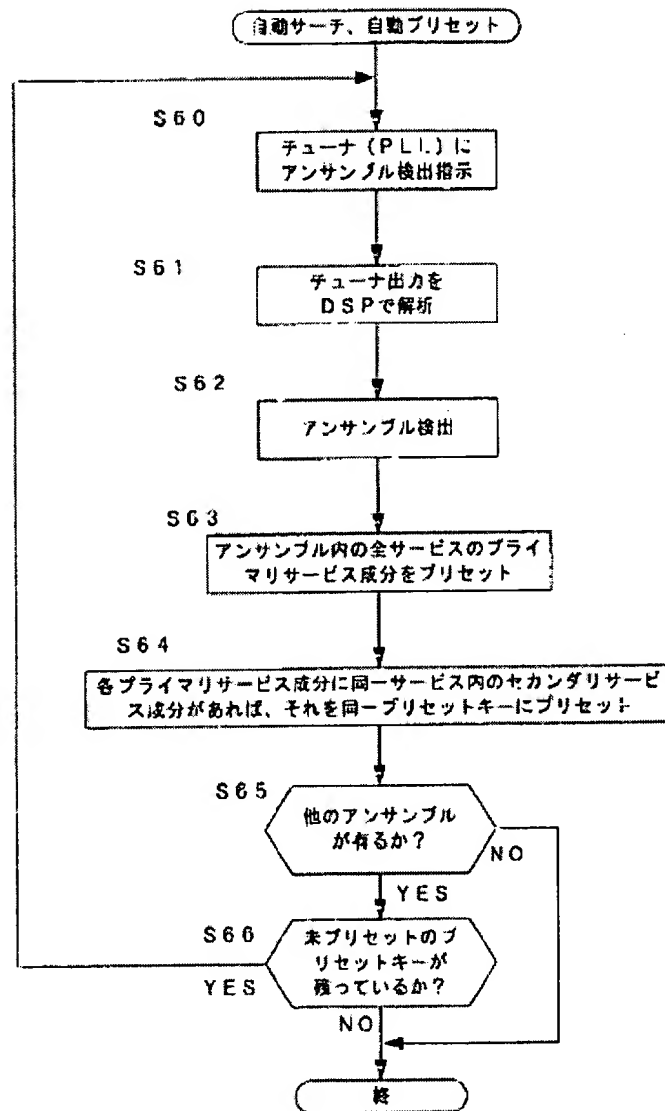 自動サーチ、自動プリセット
S60
チューナ(PLL)に
アンサンブル検出指示
S61
チューナ出力を
DSPで解析
S62
アンサンブル検出
S63
アンサンブル内の全サービスのプライ
マリサービス成分をプリセット
S64
各プライマリサービス成分に同一サービス内のセカンダリサービ
ス成分があれば、それを同一プリセットキーにプリセット
S65
他のアンサンブル
が有るか?
NO
YES
S66
未プリセットのプ
リセットキーが
残っているか?
YES
NO
終